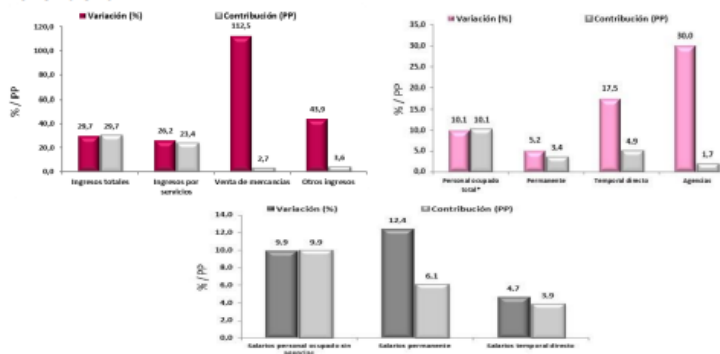 Variación (%) Contribución (PP)
% / PP
120,0
100,0
80,0
60,0
40,0
20,0
0,0
29,7 29,7 26,2 23,4 112,5 2,7 43,9 3,6
Ingresos totales Ingresos por servicios Venta de mercancías Otros ingresos
Variación (%) Contribución (PP)
% / PP
35,0
30,0
25,0
20,0
15,0
10,0
5,0
0,0
10,1 10,1 5,2 3,4 17,5 4,9 30,0 1,7
Personal ocupado total* Permanente Temporal directo Agencias
Variación (%) Contribución (PP)
% / PP
14,0
12,0
10,0
8,0
6,0
4,0
2,0
0,0
9,9 9,9 12,4 6,1 4,7 3,9
Salarios personal ocupado sin agencias Salarios permanente Salarios temporal directo